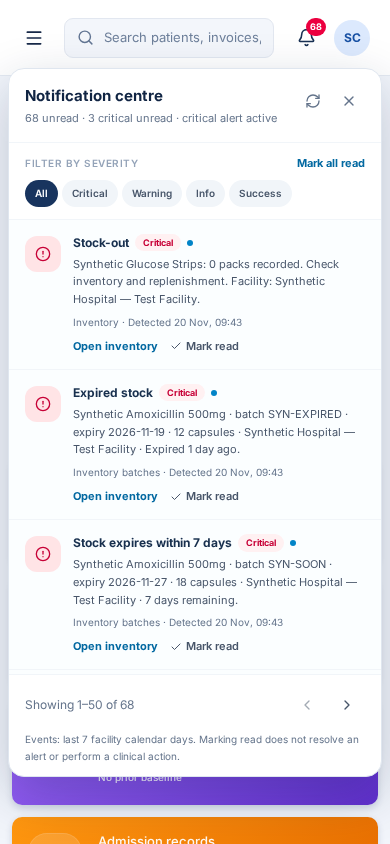 Search patients, invoices,
68
SC
Notification centre
68 unread · 3 critical unread · critical alert active
FILTER BY SEVERITY
Mark all read
All
Critical
Warning
Info
Success
Stock-out Critical
Synthetic Glucose Strips: 0 packs recorded. Check
inventory and replenishment. Facility: Synthetic
Hospital — Test Facility.
Inventory · Detected 20 Nov, 09:43
Open inventory Mark read
Expired stock Critical
Synthetic Amoxicillin 500mg · batch SYN-EXPIRED ·
expiry 2026-11-19 · 12 capsules · Synthetic Hospital —
Test Facility · Expired 1 day ago.
Inventory batches · Detected 20 Nov, 09:43
Open inventory Mark read
Stock expires within 7 days Critical
Synthetic Amoxicillin 500mg · batch SYN-SOON ·
expiry 2026-11-27 · 18 capsules · Synthetic Hospital —
Test Facility · 7 days remaining.
Inventory batches · Detected 20 Nov, 09:43
Open inventory Mark read
Showing 1–50 of 68
Events: last 7 facility calendar days. Marking read does not resolve an
alert or perform a clinical action.
No prior baseline
Admission records